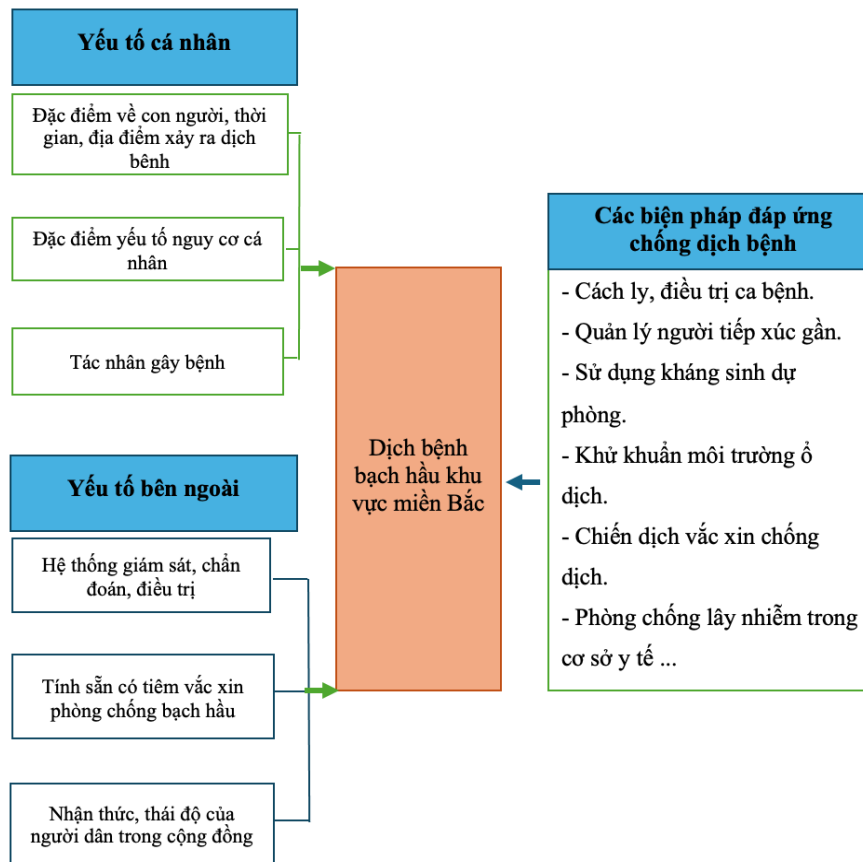 Yếu tố cá nhân
Đặc điểm về con người, thời
gian, địa điểm xảy ra dịch
bênh
Đặc điểm yếu tố nguy cơ cá
nhân
Tác nhân gây bệnh
Yếu tố bên ngoài
Hệ thống giám sát, chẩn
đoán, điều trị
Tính sẵn có tiêm vắc xin
phòng chống bạch hầu
Nhận thức, thái độ của
người dân trong cộng đồng
Dịch bệnh
bạch hầu khu
vực miền Bắc
Các biện pháp đáp ứng
chống dịch bệnh
- Cách ly, điều trị ca bệnh.
- Quản lý người tiếp xúc gần.
- Sử dụng kháng sinh dự
phòng.
- Khử khuẩn môi trường ổ
dịch.
- Chiến dịch vắc xin chống
dịch.
- Phòng chống lây nhiễm trong
cơ sở y tế ...